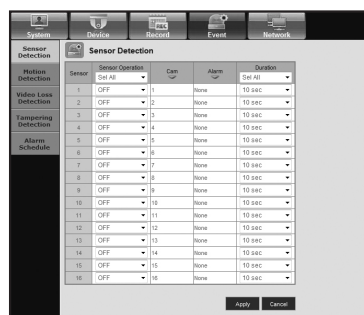 System Device Record Event Network
Sensor Detection
Motion Detection
Video Loss Detection
Tampering Detection
Alarm Schedule
Sensor Detection
Sensor Sensor Operation Cam Alarm Duration
Sel All Sel All
1 OFF 1 None 10 sec
2 OFF 2 None 10 sec
3 OFF 3 None 10 sec
4 OFF 4 None 10 sec
5 OFF 5 None 10 sec
6 OFF 6 None 10 sec
7 OFF 7 None 10 sec
8 OFF 8 None 10 sec
9 OFF 9 None 10 sec
10 OFF 10 None 10 sec
11 OFF 11 None 10 sec
12 OFF 12 None 10 sec
13 OFF 13 None 10 sec
14 OFF 14 None 10 sec
15 OFF 15 None 10 sec
16 OFF 16 None 10 sec
Apply Cancel